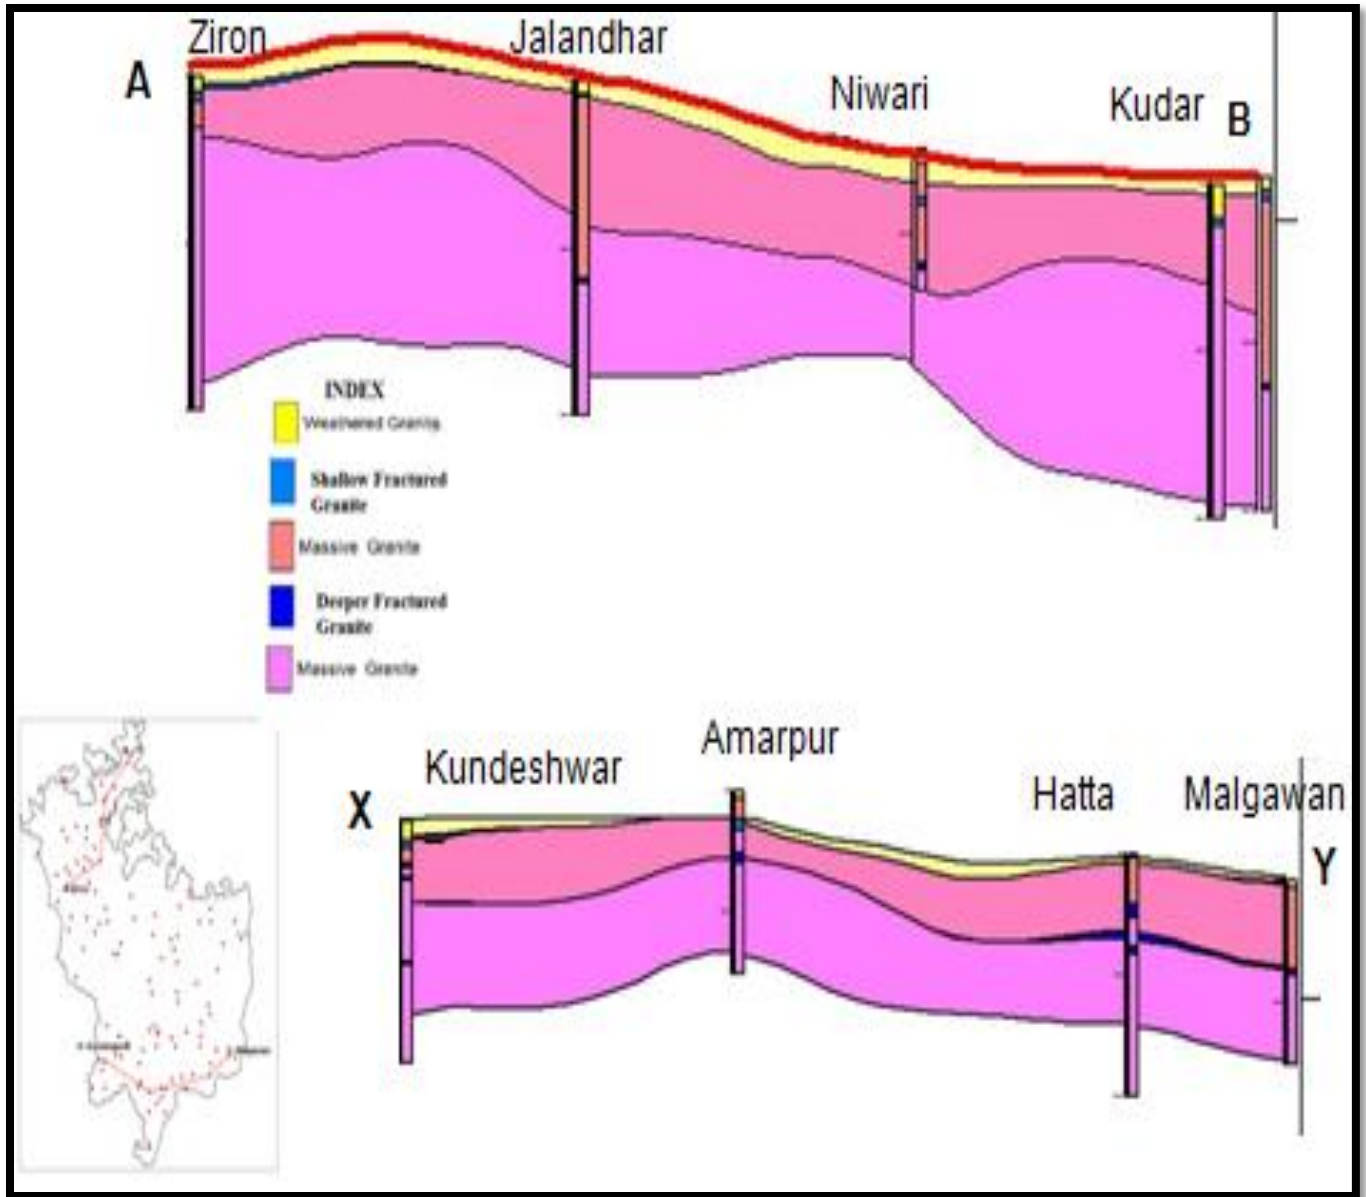 Ziron
Jalandhar
A
Niwari
Kudar
B
INDEX
Weathered Granite
Shallow Fractured
Granite
Massive Granite
Deeper Fractured
Granite
Massive Granite
Amarpur
Kundeshwar
X
Hatta
Malgawan
Y